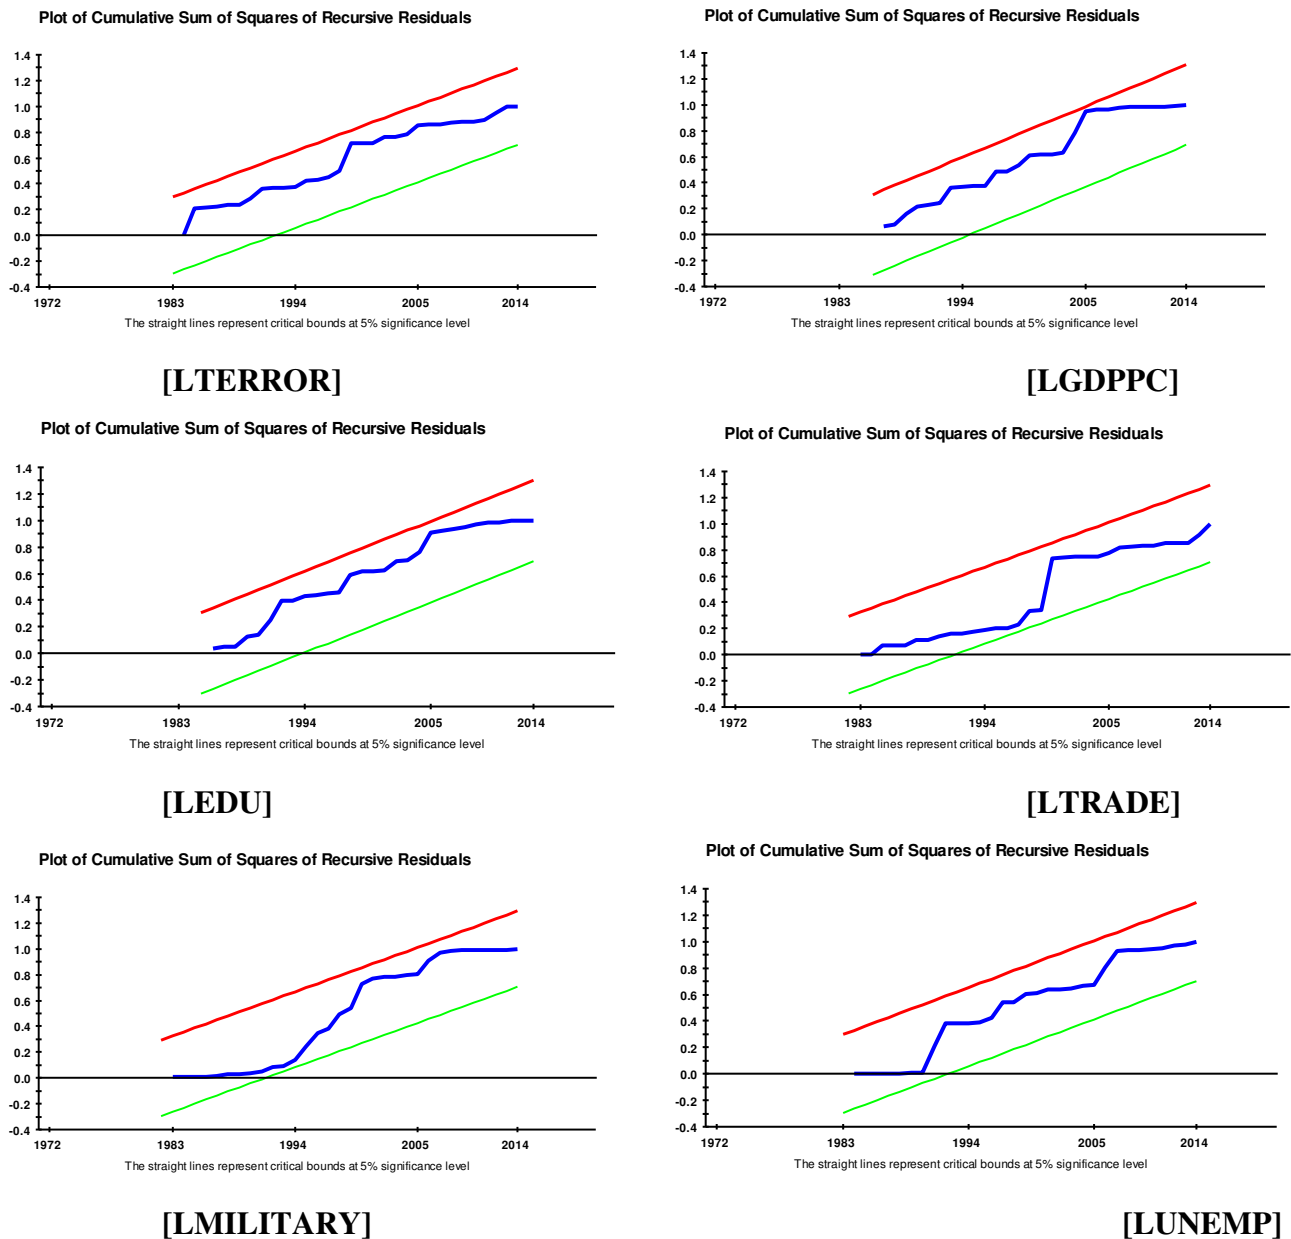 Plot of Cumulative Sum of Squares of Recursive Residuals
1.4
1.2
1.0
0.8
0.6
0.4
0.2
0.0
-0.2
-0.4
1972 1983 1994 2005 2014
The straight lines represent critical bounds at 5% significance level
[LTERROR]
Plot of Cumulative Sum of Squares of Recursive Residuals
1.4
1.2
1.0
0.8
0.6
0.4
0.2
0.0
-0.2
-0.4
1972 1983 1994 2005 2014
The straight lines represent critical bounds at 5% significance level
[LGDPPC]
Plot of Cumulative Sum of Squares of Recursive Residuals
1.4
1.2
1.0
0.8
0.6
0.4
0.2
0.0
-0.2
-0.4
1972 1983 1994 2005 2014
The straight lines represent critical bounds at 5% significance level
[LEDU]
Plot of Cumulative Sum of Squares of Recursive Residuals
1.4
1.2
1.0
0.8
0.6
0.4
0.2
0.0
-0.2
-0.4
1972 1983 1994 2005 2014
The straight lines represent critical bounds at 5% significance level
[LTRADE]
Plot of Cumulative Sum of Squares of Recursive Residuals
1.4
1.2
1.0
0.8
0.6
0.4
0.2
0.0
-0.2
-0.4
1972 1983 1994 2005 2014
The straight lines represent critical bounds at 5% significance level
[LMILITARY]
Plot of Cumulative Sum of Squares of Recursive Residuals
1.4
1.2
1.0
0.8
0.6
0.4
0.2
0.0
-0.2
-0.4
1972 1983 1994 2005 2014
The straight lines represent critical bounds at 5% significance level
[LUNEMP]